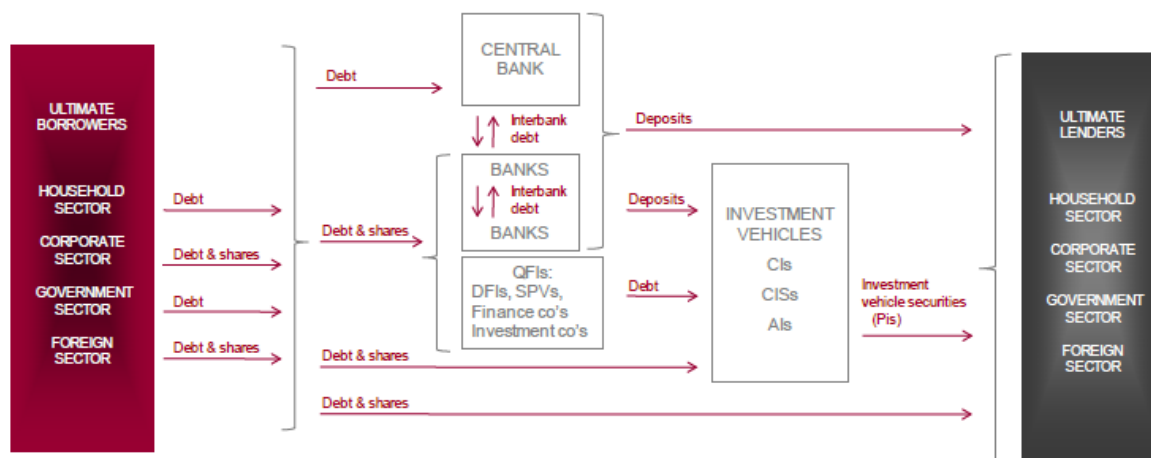 ULTIMATE
BORROWERS
HOUSEHOLD
SECTOR
CORPORATE
SECTOR
GOVERNMENT
SECTOR
FOREIGN
SECTOR
Debt
Debt & shares
Debt
Debt & shares
Debt
Debt & shares
Debt & shares
Debt & shares
CENTRAL
BANK
Interbank
debt
BANKS
Interbank
debt
BANKS
QFIs:
DFIs, SPVs,
Finance co's
Investment co's
Deposits
Deposits
Debt
INVESTMENT
VEHICLES
CIs
CISs
AIs
Investment
vehicle securities
(PIs)
ULTIMATE
LENDERS
HOUSEHOLD
SECTOR
CORPORATE
SECTOR
GOVERNMENT
SECTOR
FOREIGN
SECTOR